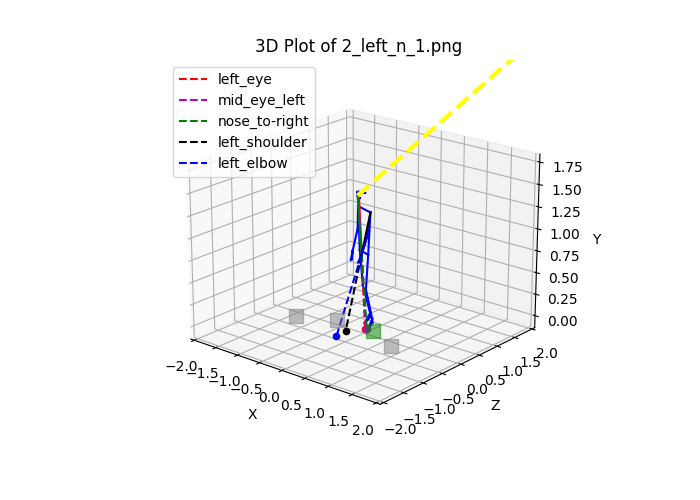 3D Plot of 2_left_n_1.png
left_eye
mid_eye_left
nose_to-right
left_shoulder
left_elbow
1.75
1.50
1.25
1.00
0.75
0.50
0.25
0.00
Y
−2.0
−1.5
−1.0
−0.5
0.0
0.5
1.0
1.5
2.0
X
−2.0
−1.5
−1.0
−0.5
0.0
0.5
1.0
1.5
2.0
Z